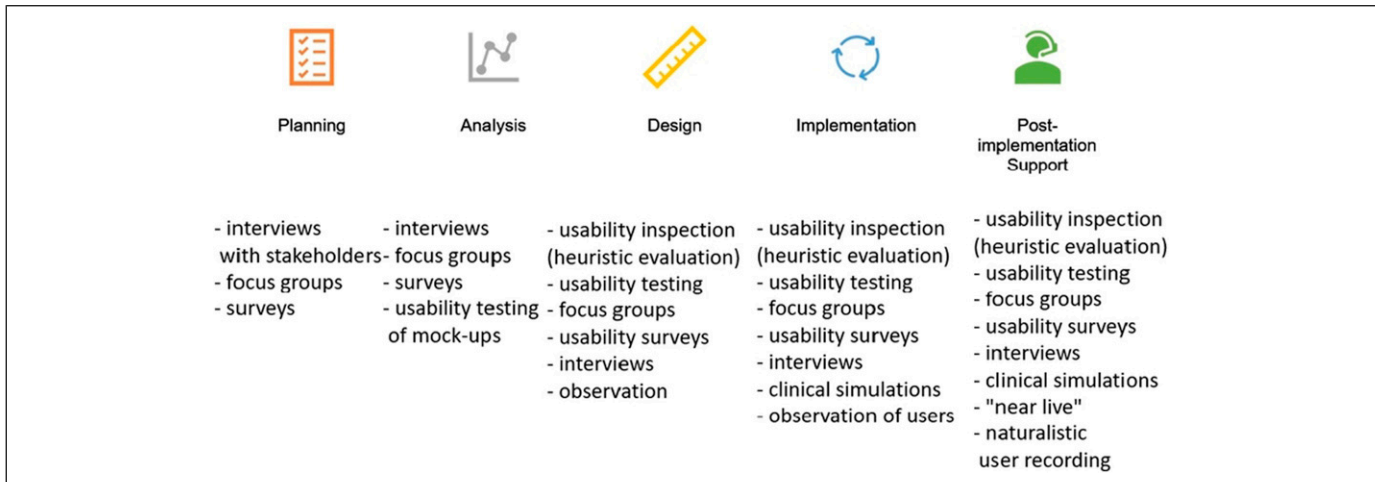 Planning
Analysis
Design
Implementation
Post-
implementation
Support
- interviews
with stakeholders
- focus groups
- surveys
- interviews
- focus groups
- surveys
- usability testing
of mock-ups
- usability inspection
(heuristic evaluation)
- usability testing
- focus groups
- usability surveys
- interviews
- observation
- usability inspection
(heuristic evaluation)
- usability testing
- focus groups
- usability surveys
- interviews
- clinical simulations
- observation of users
- usability inspection
(heuristic evaluation)
- usability testing
- focus groups
- usability surveys
- interviews
- clinical simulations
- "near live"
- naturalistic
user recording